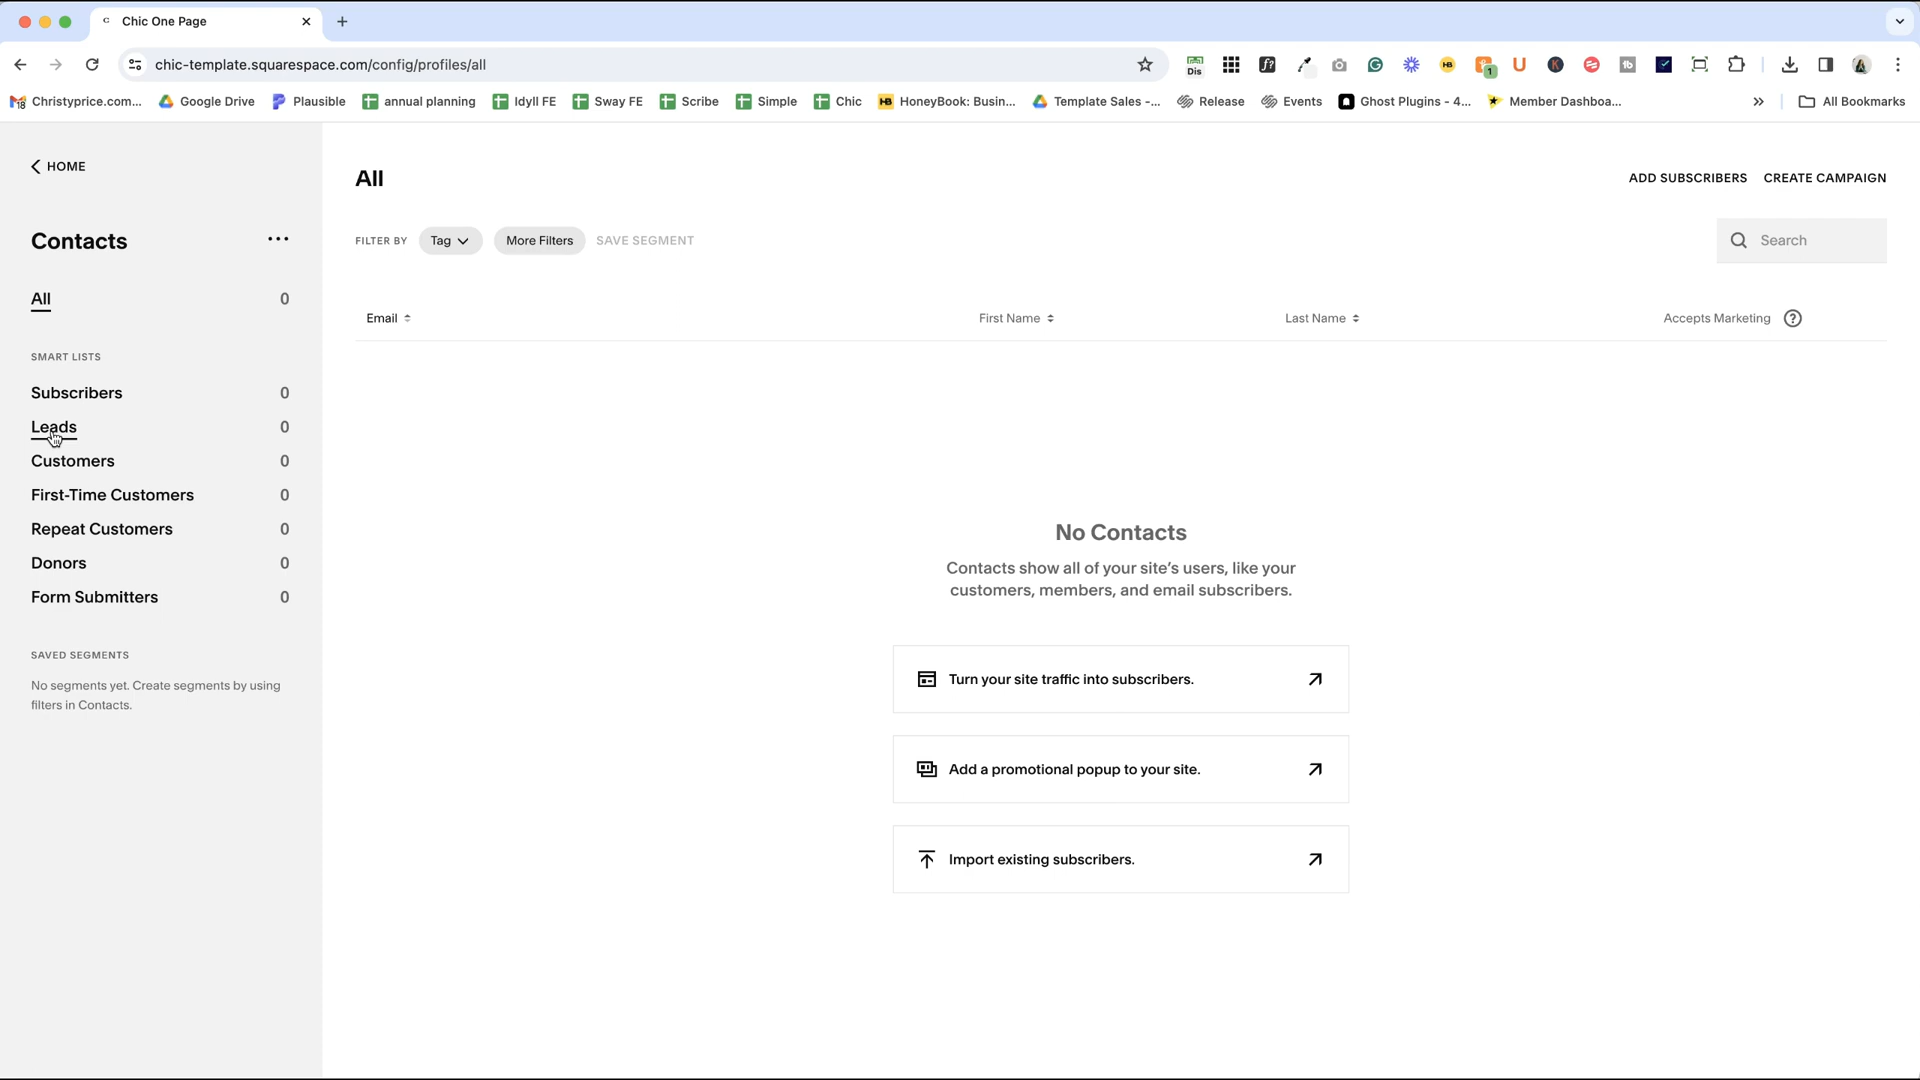 C Chic One Page
chic-template.squarespace.com/config/profiles/all
Dis
HB
1
U
K
tb
18 Christyprice.com... Google Drive Plausible annual planning Idyll FE Sway FE Scribe Simple Chic HB HoneyBook: Busin... Template Sales -... Release Events Ghost Plugins - 4... Member Dashboa... All Bookmarks
HOME
All
ADD SUBSCRIBERS CREATE CAMPAIGN
Contacts
FILTER BY Tag More Filters SAVE SEGMENT
Search
All 0
Email First Name Last Name Accepts Marketing ?
SMART LISTS
Subscribers 0
Leads 0
Customers 0
First-Time Customers 0
Repeat Customers 0
Donors 0
Form Submitters 0
SAVED SEGMENTS
No segments yet. Create segments by using
filters in Contacts.
No Contacts
Contacts show all of your site’s users, like your
customers, members, and email subscribers.
Turn your site traffic into subscribers.
Add a promotional popup to your site.
Import existing subscribers.